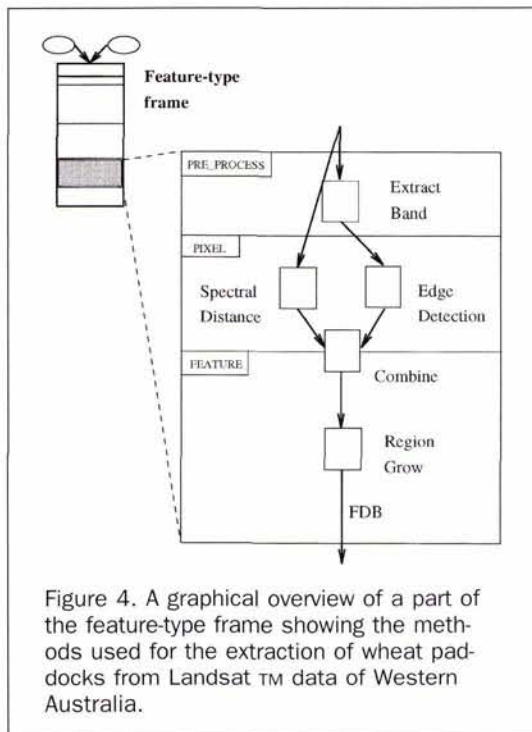 Feature-type
frame
PRE_PROCESS
Extract
Band
PIXEL
Spectral
Distance
Edge
Detection
FEATURE
Combine
Region
Grow
FDB
Figure 4. A graphical overview of a part of
the feature-type frame showing the meth-
ods used for the extraction of wheat pad-
docks from Landsat TM data of Western
Australia.